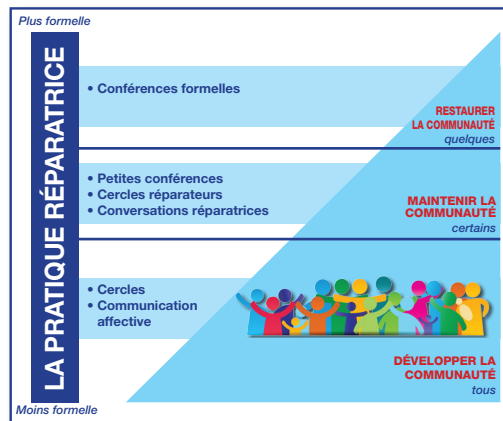 Plus formelle
LA PRATIQUE RÉPARATRICE
• Conférences formelles
RESTAURER
LA COMMUNAUTÉ
quelques
• Petites conférences
• Cercles réparateurs
• Conversations réparatrices
MAINTENIR LA
COMMUNAUTÉ
certains
• Cercles
• Communication
affective
DÉVELOPPER LA
COMMUNAUTÉ
tous
Moins formelle